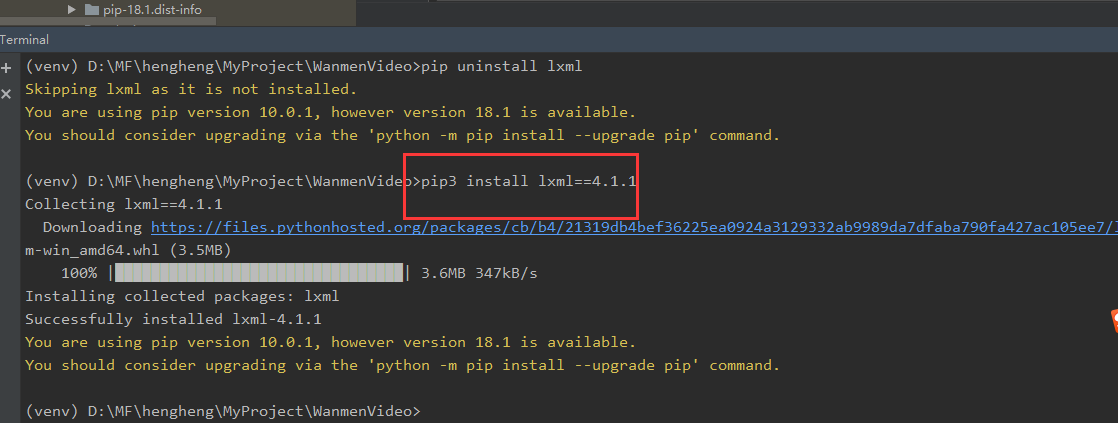 pip-18.1.dist-info
Terminal
(venv) D:\MF\hengheng\MyProject\WanmenVideo>pip uninstall lxml
Skipping lxml as it is not installed.
You are using pip version 10.0.1, however version 18.1 is available.
You should consider upgrading via the 'python -m pip install --upgrade pip' command.
(venv) D:\MF\hengheng\MyProject\WanmenVideo>pip3 install lxml==4.1.1
Collecting lxml==4.1.1
Downloading https://files.pythonhosted.org/packages/cb/b4/21319db4bef36225ea0924a3129332ab9989da7dfaba790fa427ac105ee7/
m-win_amd64.whl (3.5MB)
100% |████████████████████████████████| 3.6MB 347kB/s
Installing collected packages: lxml
Successfully installed lxml-4.1.1
You are using pip version 10.0.1, however version 18.1 is available.
You should consider upgrading via the 'python -m pip install --upgrade pip' command.
(venv) D:\MF\hengheng\MyProject\WanmenVideo>